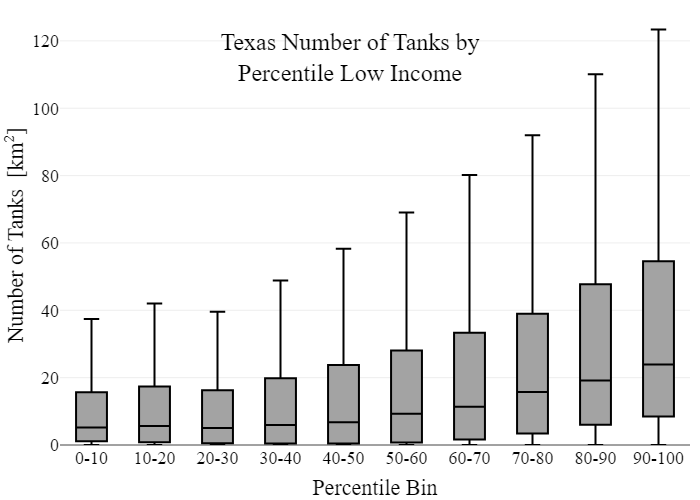 Texas Number of Tanks by
Percentile Low Income
Number of Tanks [km²]
120
100
80
60
40
20
0
0-10 10-20 20-30 30-40 40-50 50-60 60-70 70-80 80-90 90-100
Percentile Bin